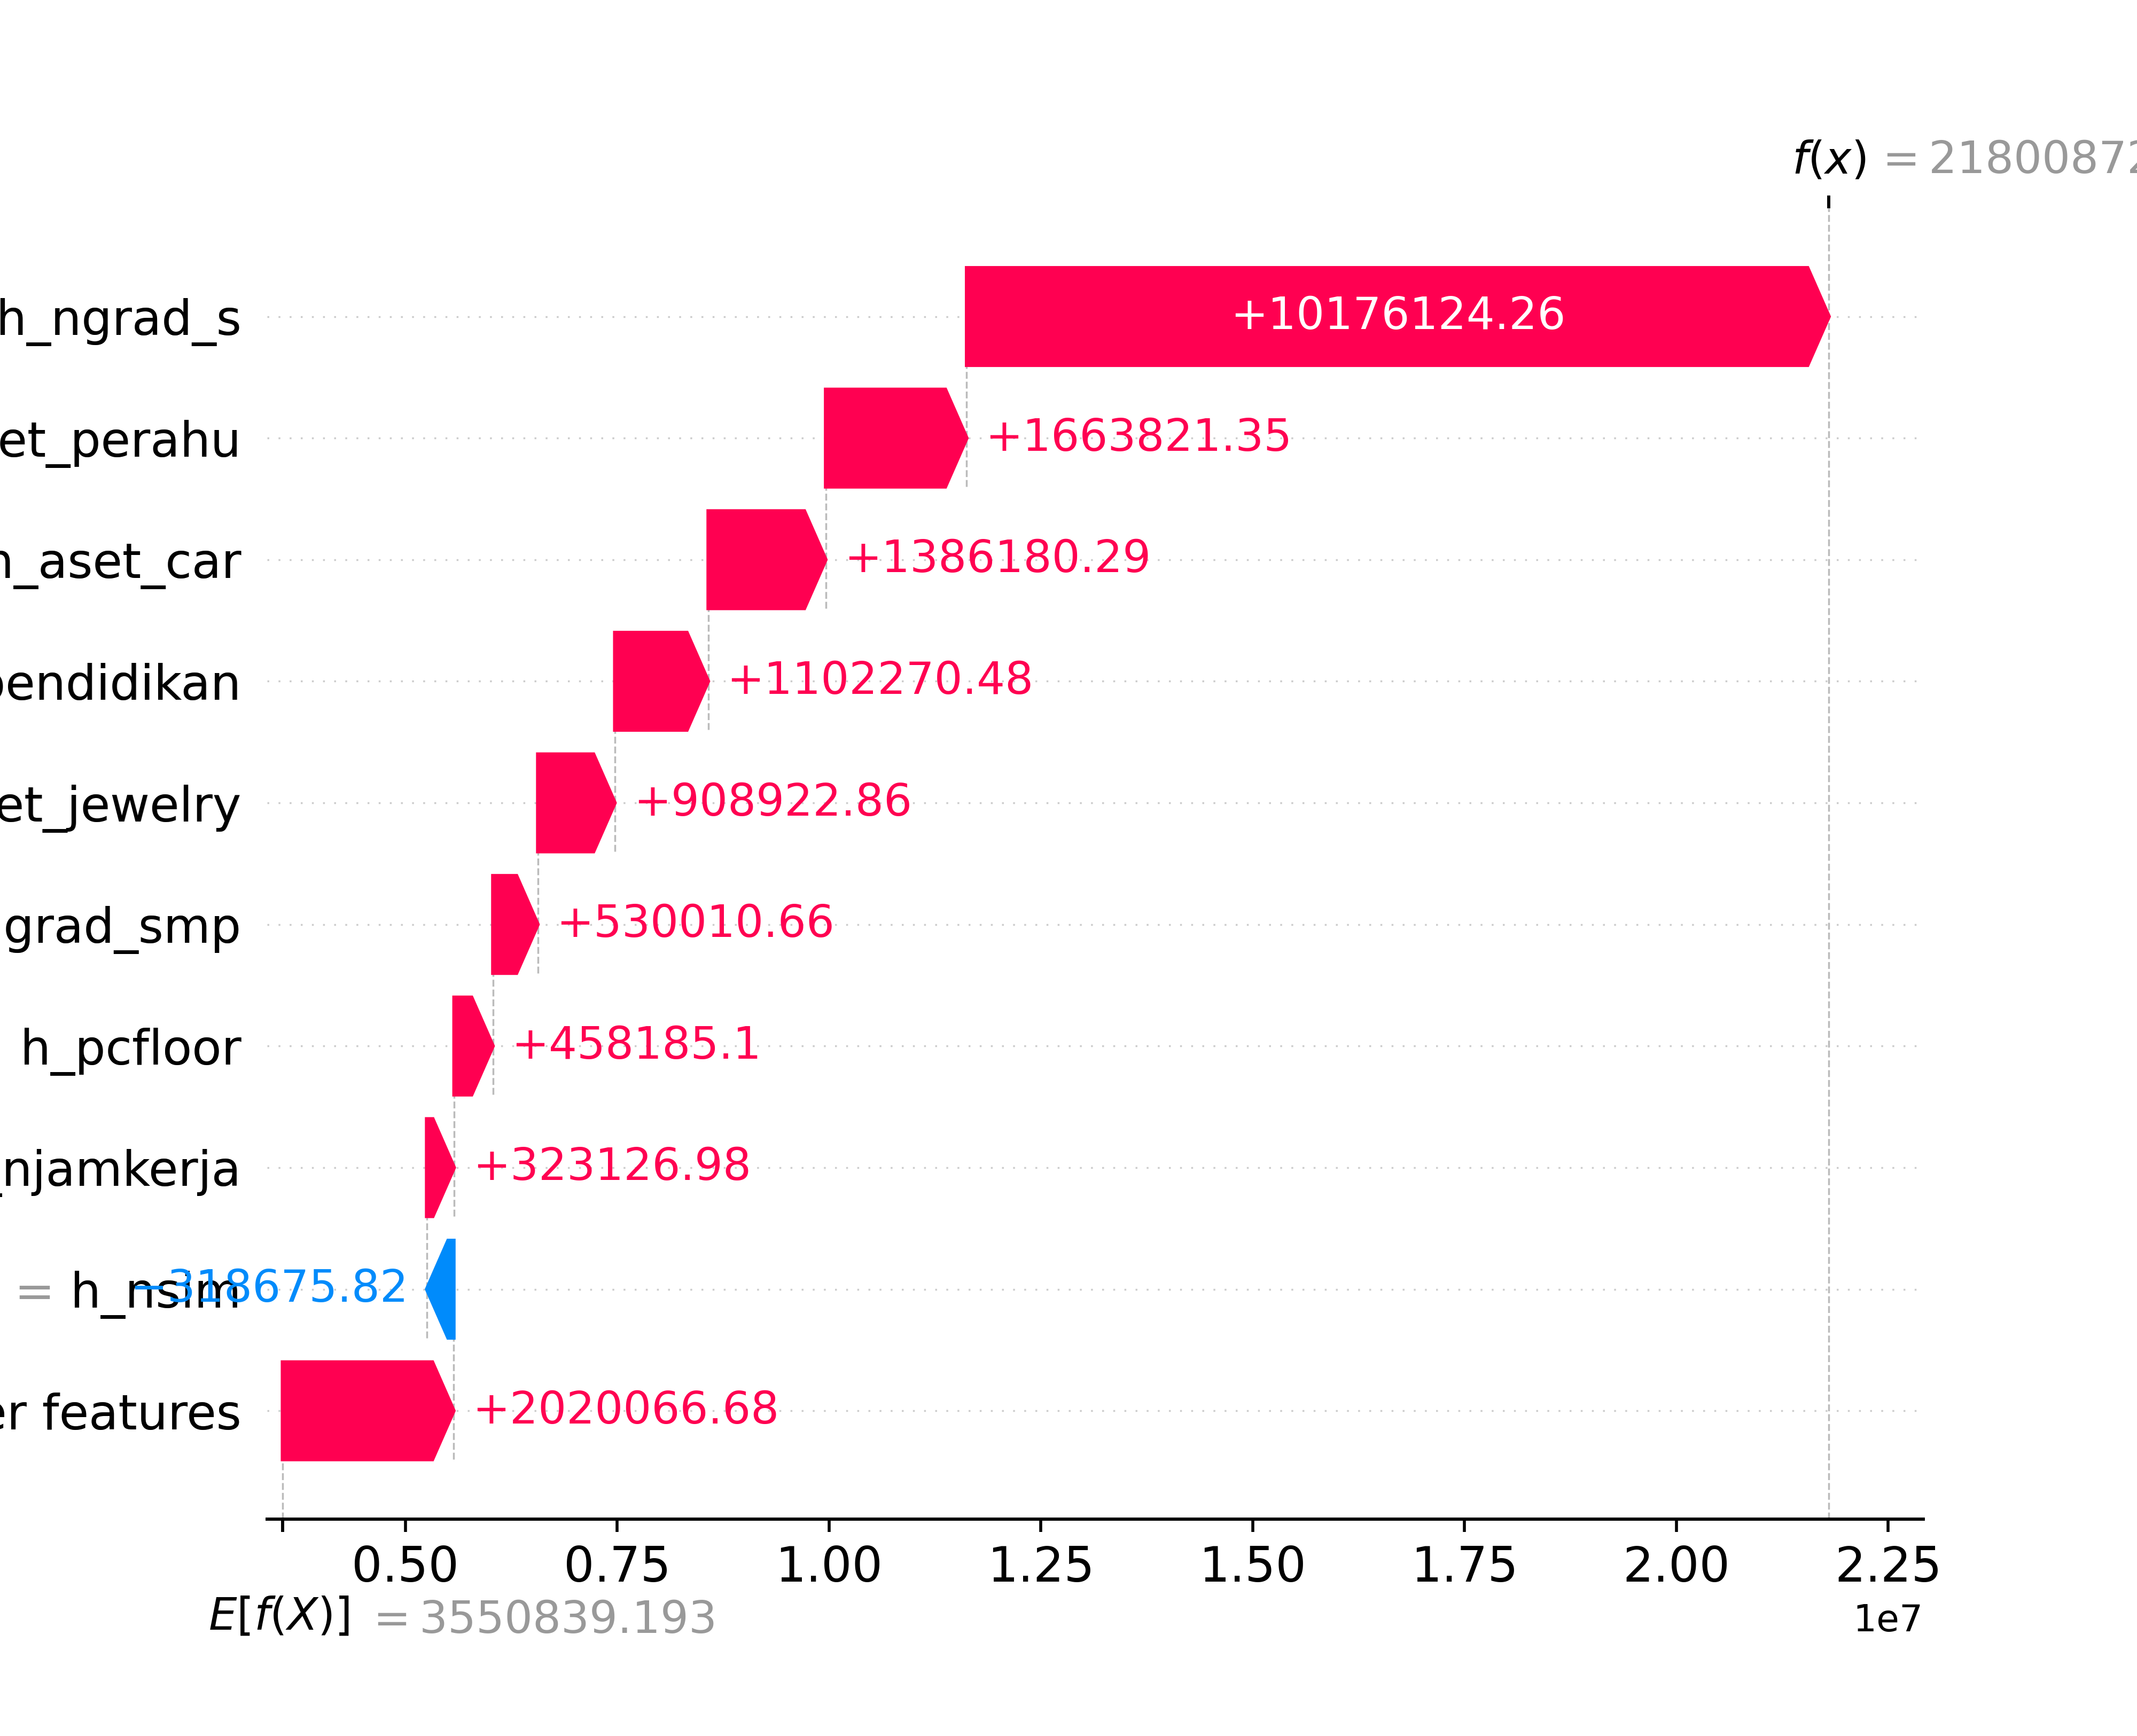 f(x) = 21800872
h_ngrad_s
+10176124.26
et_perahu
+1663821.35
n_aset_car
+1386180.29
pendidikan
+1102270.48
et_jewelry
+908922.86
grad_smp
+530010.66
h_pcfloor
+458185.1
_njamkerja
+323126.98
= h_nsim
−318675.82
er features
+2020066.68
0.50 0.75 1.00 1.25 1.50 1.75 2.00 2.25
E[f(X)] = 3550839.193
1e7